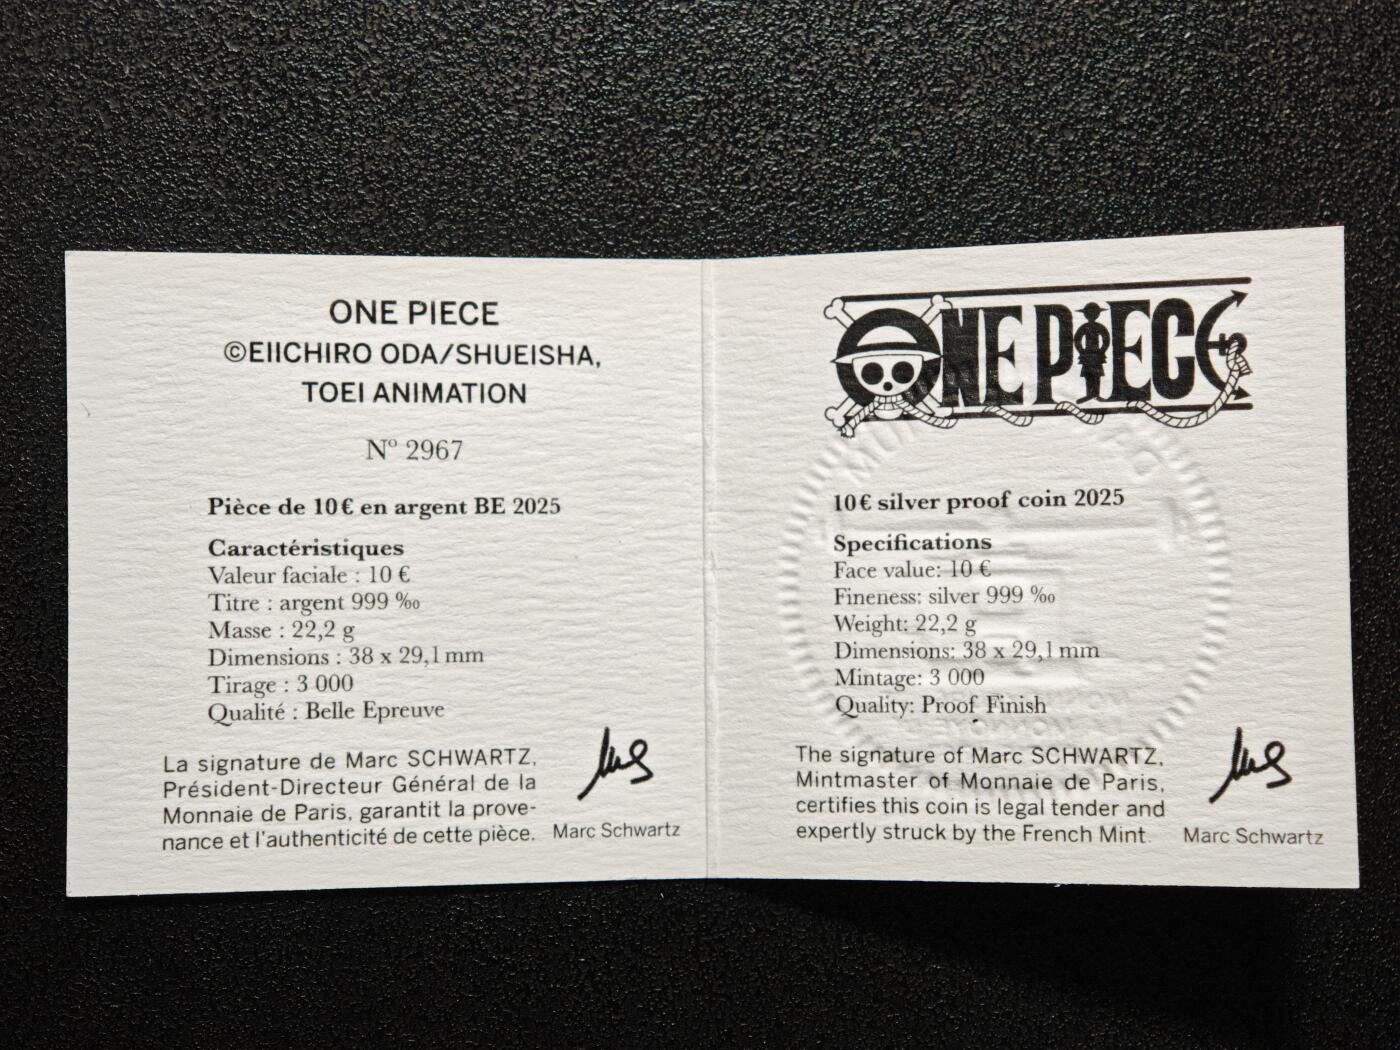 ONE PIECE
©EIICHIRO ODA/SHUEISHA,
TOEI ANIMATION
Nº 2967
Pièce de 10 € en argent BE 2025
Caractéristiques
Valeur faciale : 10 €
Titre : argent 999 ‰
Masse : 22,2 g
Dimensions : 38 x 29,1 mm
Tirage : 3 000
Qualité : Belle Epreuve
La signature de Marc SCHWARTZ,
Président-Directeur Général de la
Monnaie de Paris, garantit la prove-
nance et l'authenticité de cette pièce.
Marc Schwartz
ONE PIECE
10 € silver proof coin 2025
Specifications
Face value: 10 €
Fineness: silver 999 ‰
Weight: 22,2 g
Dimensions: 38 x 29,1 mm
Mintage: 3 000
Quality: Proof Finish
The signature of Marc SCHWARTZ,
Mintmaster of Monnaie de Paris,
certifies this coin is legal tender and
expertly struck by the French Mint.
Marc Schwartz